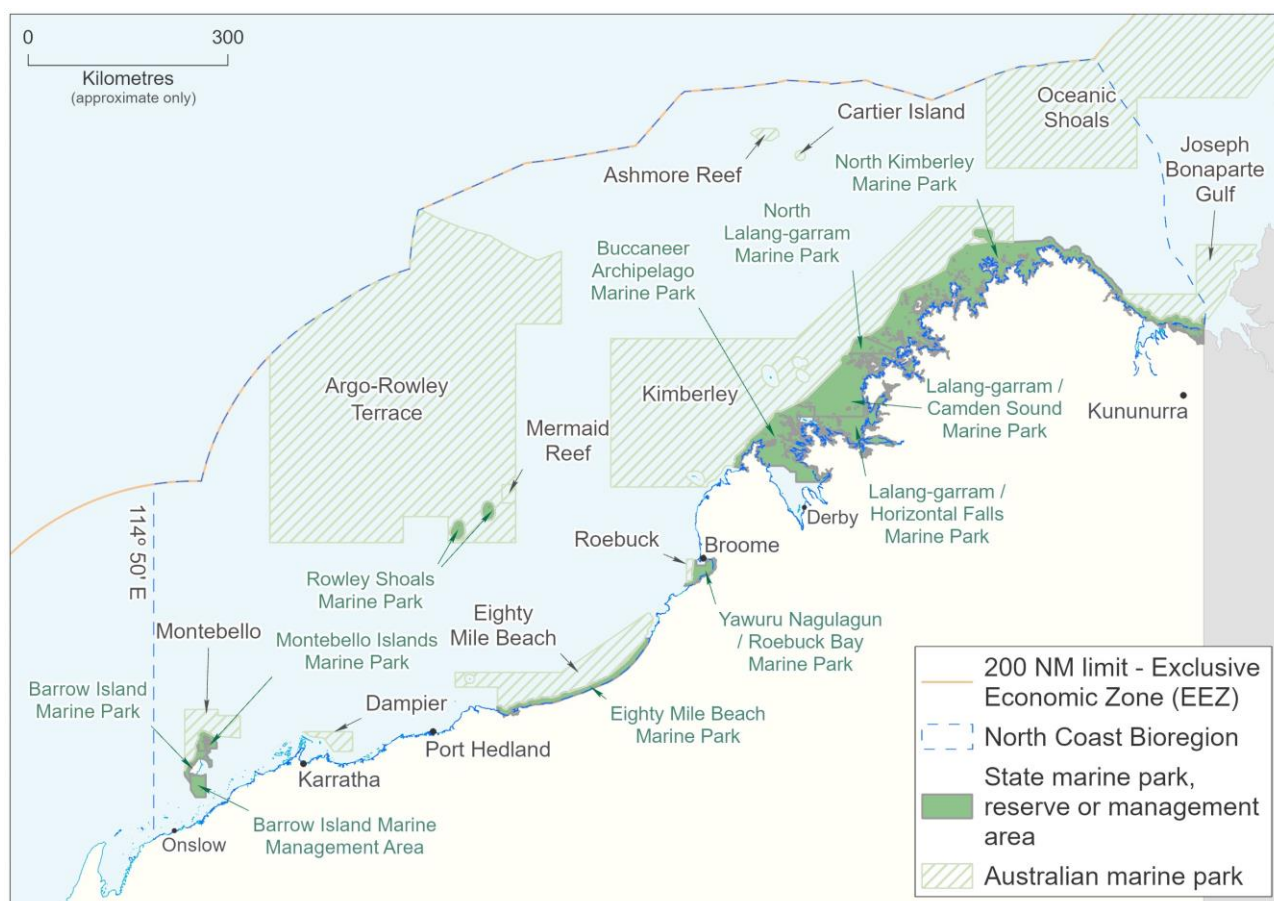 0
300
Kilometres
(approximate only)
Oceanic
Shoals
Cartier Island
Joseph
Bonaparte
Gulf
Ashmore Reef
North Kimberley
Marine Park
North
Lalang-garram
Marine Park
Buccaneer
Archipelago
Marine Park
Argo-Rowley
Terrace
Kimberley
Mermaid
Reef
Lalang-garram /
Camden Sound
Marine Park
Kununurra
Lalang-garram /
Horizontal Falls
Marine Park
Derby
114° 50' E
Roebuck
Broome
Rowley Shoals
Marine Park
Eighty
Mile Beach
Yawuru Nagulagun
/ Roebuck Bay
Marine Park
Montebello
Montebello Islands
Marine Park
Barrow Island
Marine Park
Dampier
Eighty Mile Beach
Marine Park
Port Hedland
Karratha
Barrow Island Marine
Management Area
Onslow
200 NM limit - Exclusive
Economic Zone (EEZ)
North Coast Bioregion
State marine park,
reserve or management
area
Australian marine park